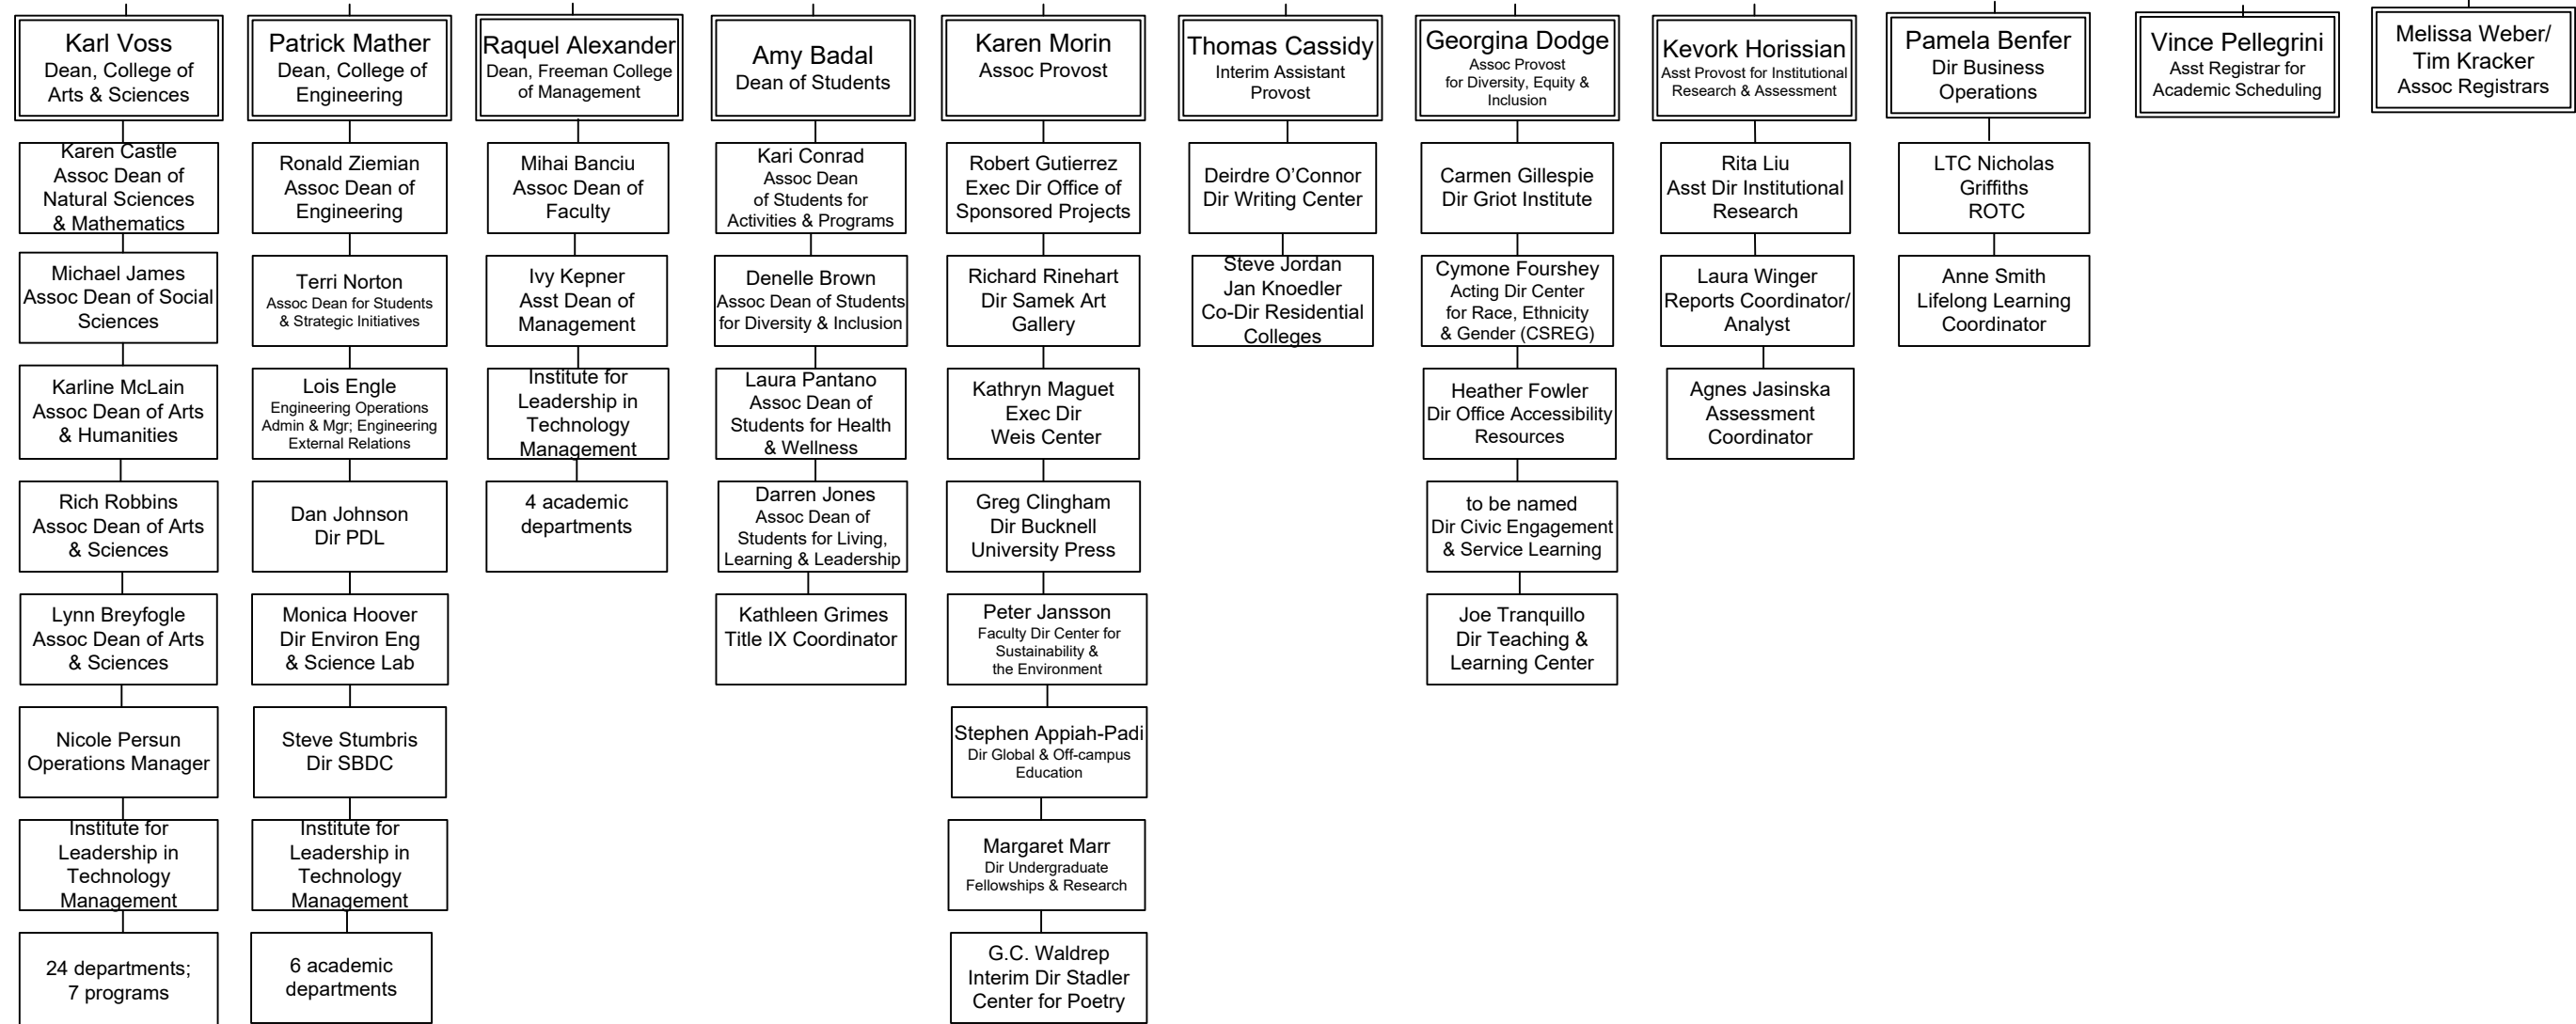 Karl Voss
Dean, College of
Arts & Sciences
Karen Castle
Assoc Dean of
Natural Sciences
& Mathematics
Michael James
Assoc Dean of Social
Sciences
Karline McLain
Assoc Dean of Arts
& Humanities
Rich Robbins
Assoc Dean of Arts
& Sciences
Lynn Breyfogle
Assoc Dean of Arts
& Sciences
Nicole Persun
Operations Manager
Institute for
Leadership in
Technology
Management
24 departments;
7 programs
Patrick Mather
Dean, College of
Engineering
Ronald Ziemian
Assoc Dean of
Engineering
Terri Norton
Assoc Dean for Students
& Strategic Initiatives
Lois Engle
Engineering Operations
Admin & Mgr; Engineering
External Relations
Dan Johnson
Dir PDL
Monica Hoover
Dir Environ Eng
& Science Lab
Steve Stumbris
Dir SBDC
Institute for
Leadership in
Technology
Management
6 academic
departments
Raquel Alexander
Dean, Freeman College
of Management
Mihai Banciu
Assoc Dean of
Faculty
Ivy Kepner
Asst Dean of
Management
Institute for
Leadership in
Technology
Management
4 academic
departments
Amy Badal
Dean of Students
Kari Conrad
Assoc Dean
of Students for
Activities & Programs
Denelle Brown
Assoc Dean of Students
for Diversity & Inclusion
Laura Pantano
Assoc Dean of
Students for Health
& Wellness
Darren Jones
Assoc Dean of
Students for Living,
Learning & Leadership
Kathleen Grimes
Title IX Coordinator
Karen Morin
Assoc Provost
Robert Gutierrez
Exec Dir Office of
Sponsored Projects
Richard Rinehart
Dir Samek Art
Gallery
Kathryn Maguet
Exec Dir
Weis Center
Greg Clingham
Dir Bucknell
University Press
Peter Jansson
Faculty Dir Center for
Sustainability &
the Environment
Stephen Appiah-Padi
Dir Global & Off-campus
Education
Margaret Marr
Dir Undergraduate
Fellowships & Research
G.C. Waldrep
Interim Dir Stadler
Center for Poetry
Thomas Cassidy
Interim Assistant
Provost
Deirdre O’Connor
Dir Writing Center
Steve Jordan
Jan Knoedler
Co-Dir Residential
Colleges
Georgina Dodge
Assoc Provost
for Diversity, Equity &
Inclusion
Carmen Gillespie
Dir Griot Institute
Cymone Fourshey
Acting Dir Center
for Race, Ethnicity
& Gender (CSREG)
Heather Fowler
Dir Office Accessibility
Resources
to be named
Dir Civic Engagement
& Service Learning
Joe Tranquillo
Dir Teaching &
Learning Center
Kevork Horissian
Asst Provost for Institutional
Research & Assessment
Rita Liu
Asst Dir Institutional
Research
Laura Winger
Reports Coordinator/
Analyst
Agnes Jasinska
Assessment
Coordinator
Pamela Benfer
Dir Business
Operations
LTC Nicholas
Griffiths
ROTC
Anne Smith
Lifelong Learning
Coordinator
Vince Pellegrini
Asst Registrar for
Academic Scheduling
Melissa Weber/
Tim Kracker
Assoc Registrars